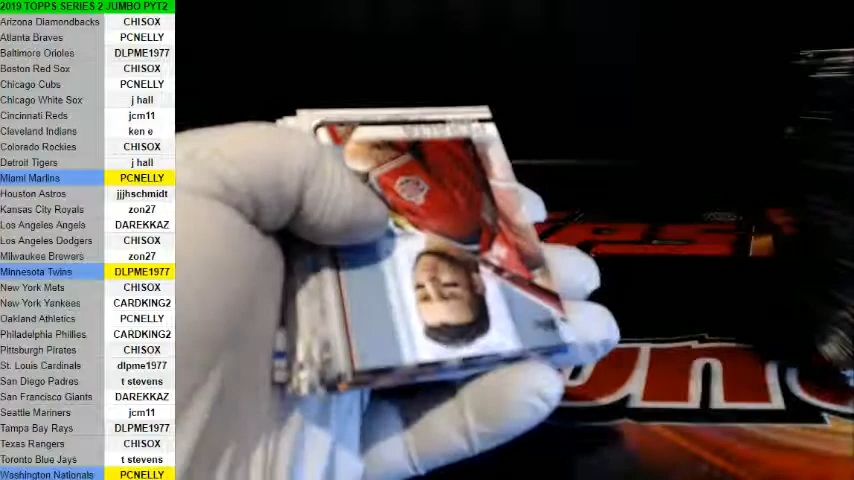 2019 TOPPS SERIES 2 JUMBO PYT2
Arizona Diamondbacks CHISOX
Atlanta Braves PCNELLY
Baltimore Orioles DLPME1977
Boston Red Sox CHISOX
Chicago Cubs PCNELLY
Chicago White Sox j hall
Cincinnati Reds jcm11
Cleveland Indians ken e
Colorado Rockies CHISOX
Detroit Tigers j hall
Miami Marlins PCNELLY
Houston Astros jjjhschmidt
Kansas City Royals zon27
Los Angeles Angels DAREKKAZ
Los Angeles Dodgers CHISOX
Milwaukee Brewers zon27
Minnesota Twins DLPME1977
New York Mets CHISOX
New York Yankees CARDKING2
Oakland Athletics PCNELLY
Philadelphia Phillies CARDKING2
Pittsburgh Pirates CHISOX
St. Louis Cardinals dlpme1977
San Diego Padres t stevens
San Francisco Giants DAREKKAZ
Seattle Mariners jcm11
Tampa Bay Rays DLPME1977
Texas Rangers CHISOX
Toronto Blue Jays t stevens
Washington Nationals PCNELLY